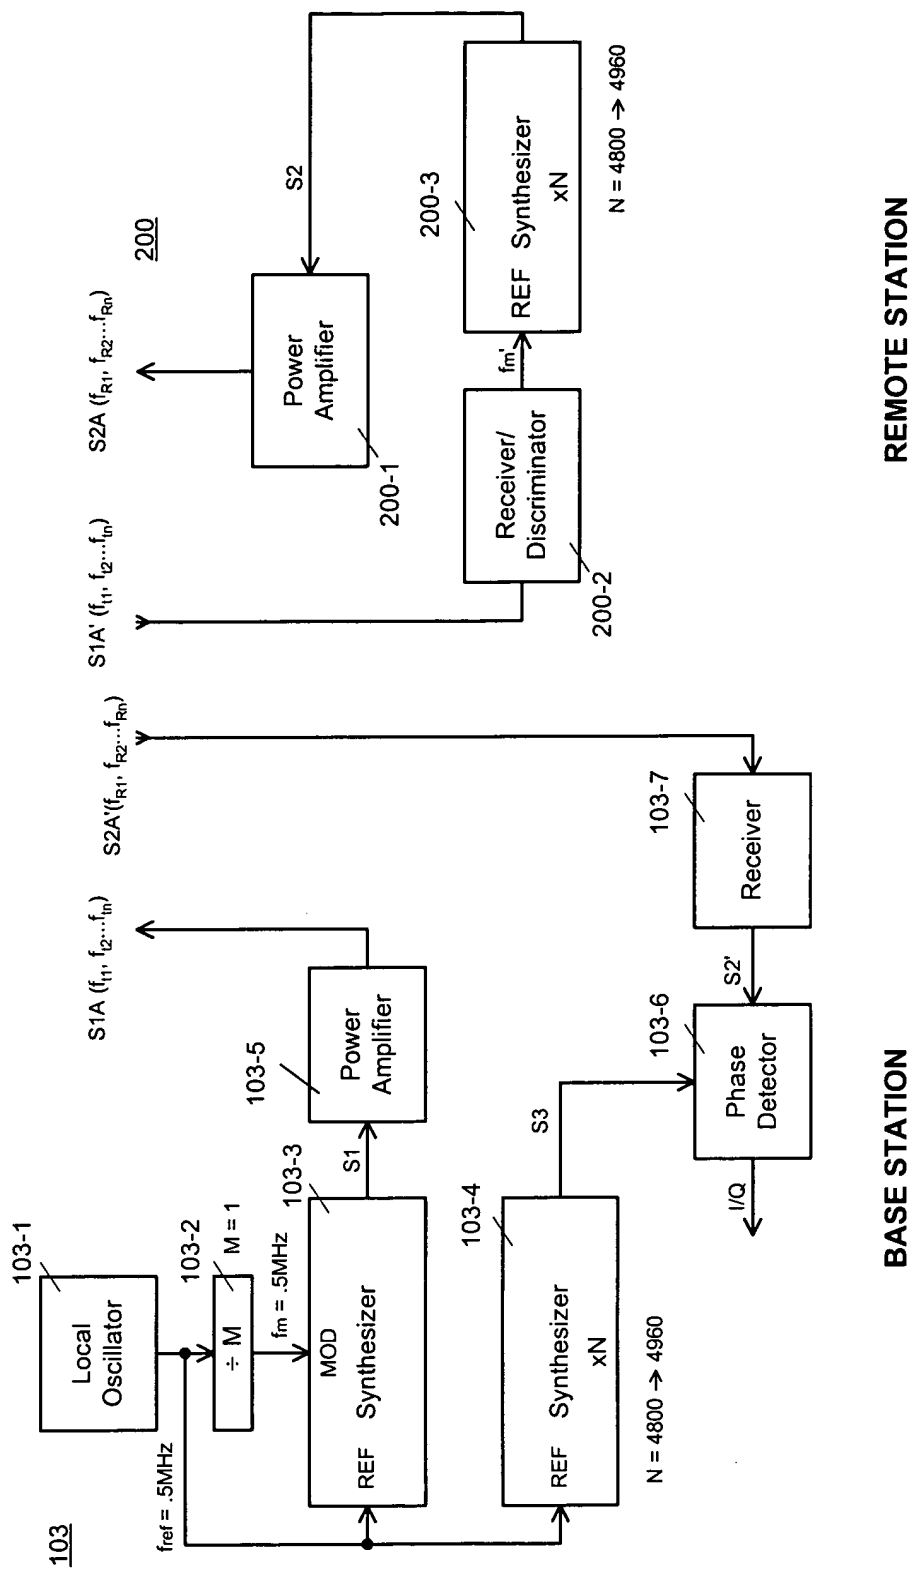 103
fref = .5MHz
Local
Oscillator
103-1
÷ M
103-2
M = 1
fm = .5MHz
MOD
REF Synthesizer
103-3
S1
Power
Amplifier
103-5
S1A (ft1, ft2...ftn)
REF Synthesizer
xN
103-4
N = 4800 → 4960
S3
Phase
Detector
103-6
I/Q
S2'
Receiver
103-7
S2A'(fR1, fR2...fRn)
BASE STATION
S1A' (ft1, ft2...ftn)
S2A (fR1, fR2...fRn)
200
Power
Amplifier
200-1
S2
Receiver/
Discriminator
200-2
fm'
REF Synthesizer
xN
200-3
N = 4800 → 4960
REMOTE STATION